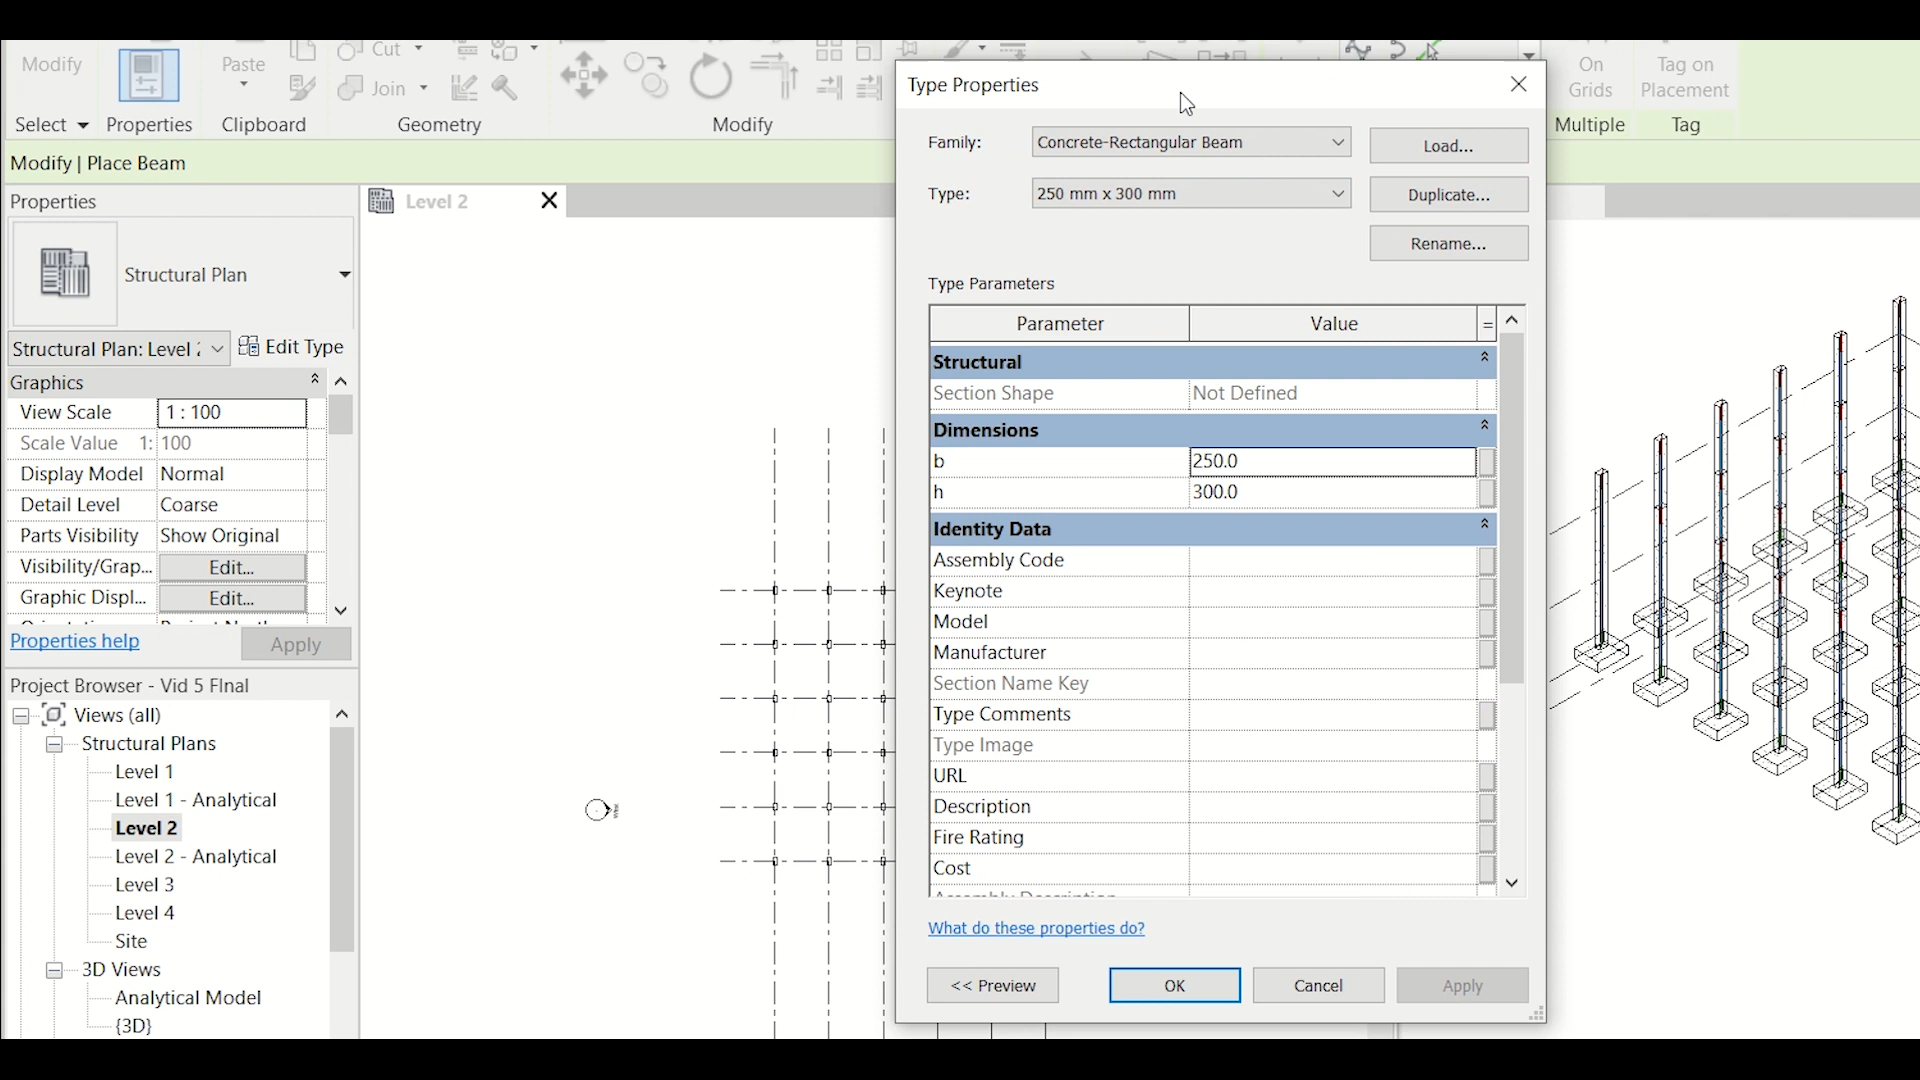 Modify
Paste
Cut
Join
On
Grids
Tag on
Placement
Select
Properties
Clipboard
Geometry
Modify
Multiple
Tag
Modify | Place Beam
Properties
Level 2
Structural Plan
Structural Plan: Level
Edit Type
Graphics
View Scale
1 : 100
Scale Value 1:
100
Display Model
Normal
Detail Level
Coarse
Parts Visibility
Show Original
Visibility/Grap...
Edit...
Graphic Displ...
Edit...
Properties help
Apply
Project Browser - Vid 5 FInal
Views (all)
Structural Plans
Level 1
Level 1 - Analytical
Level 2
Level 2 - Analytical
Level 3
Level 4
Site
3D Views
Analytical Model
{3D}
Type Properties
Family:
Concrete-Rectangular Beam
Load...
Type:
250 mm x 300 mm
Duplicate...
Rename...
Type Parameters
Parameter
Value
=
Structural
Section Shape
Not Defined
Dimensions
b
250.0
h
300.0
Identity Data
Assembly Code
Keynote
Model
Manufacturer
Section Name Key
Type Comments
Type Image
URL
Description
Fire Rating
Cost
What do these properties do?
<< Preview
OK
Cancel
Apply